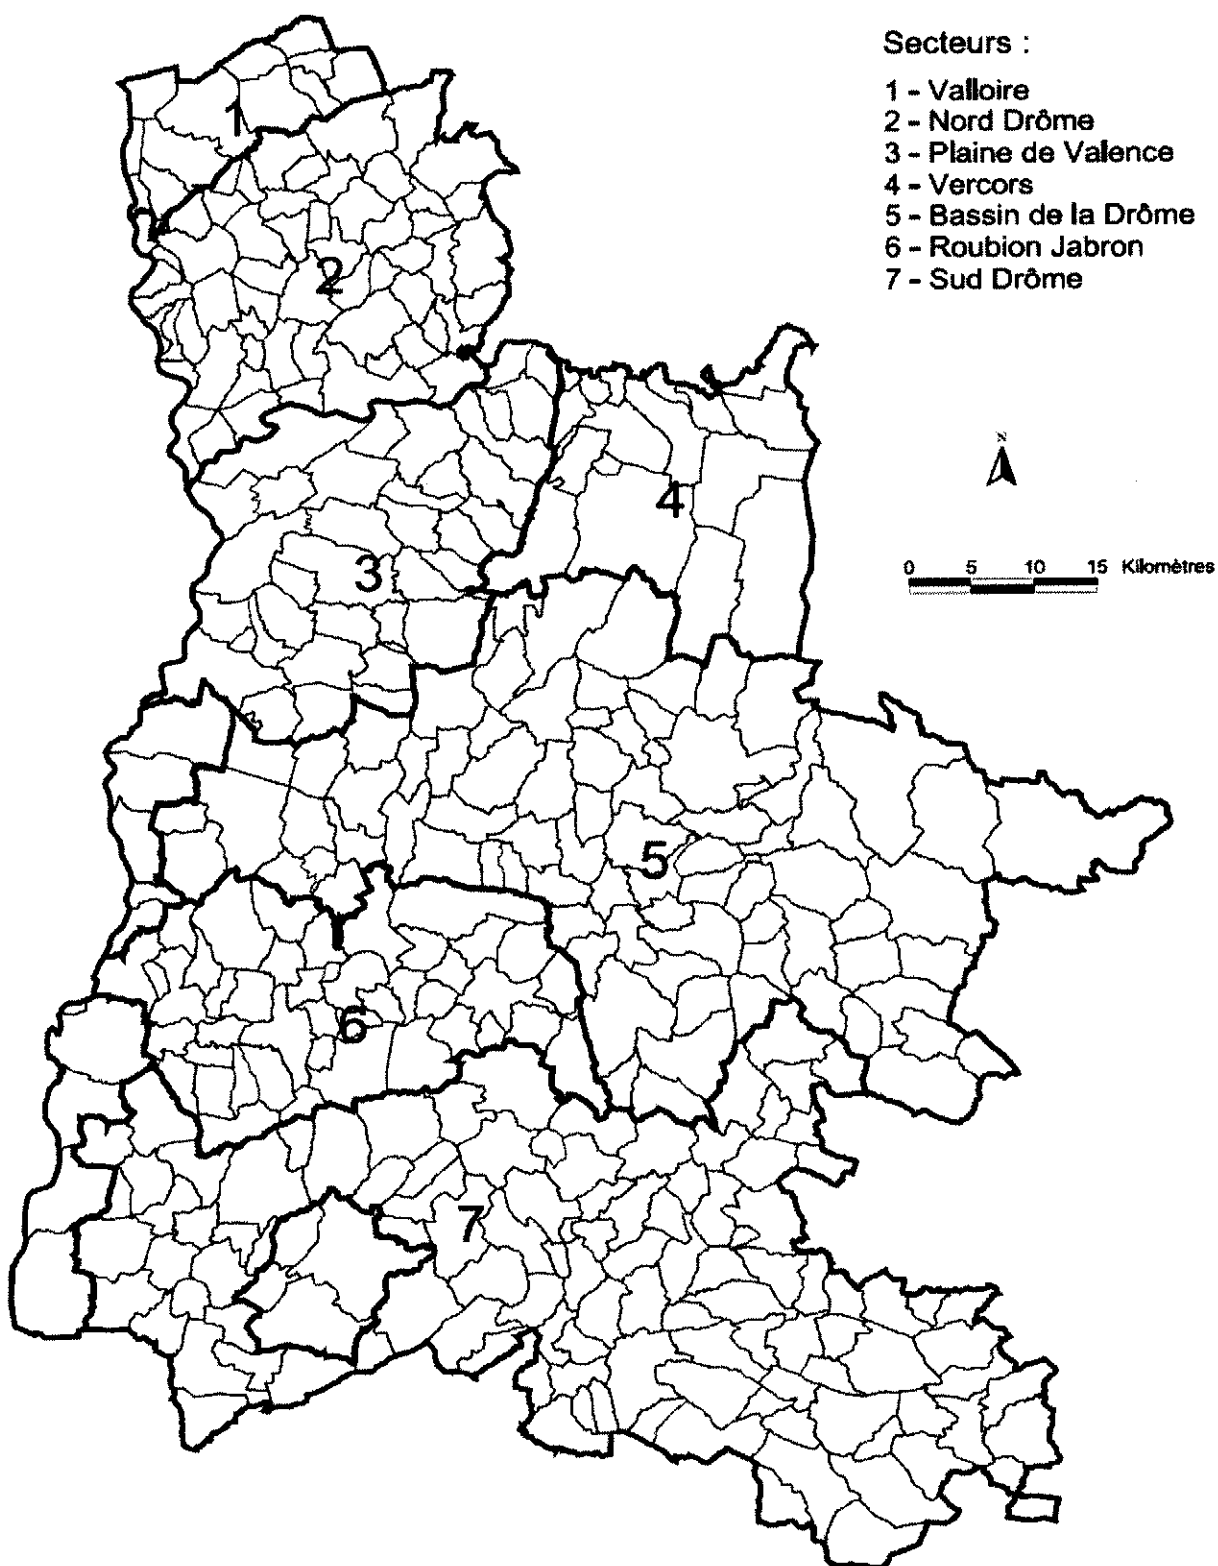 Secteurs :
1 - Valloire
2 - Nord Drôme
3 - Plaine de Valence
4 - Vercors
5 - Bassin de la Drôme
6 - Roubion Jabron
7 - Sud Drôme
1
2
3
4
5
6
7
N
0 5 10 15 Kilomètres